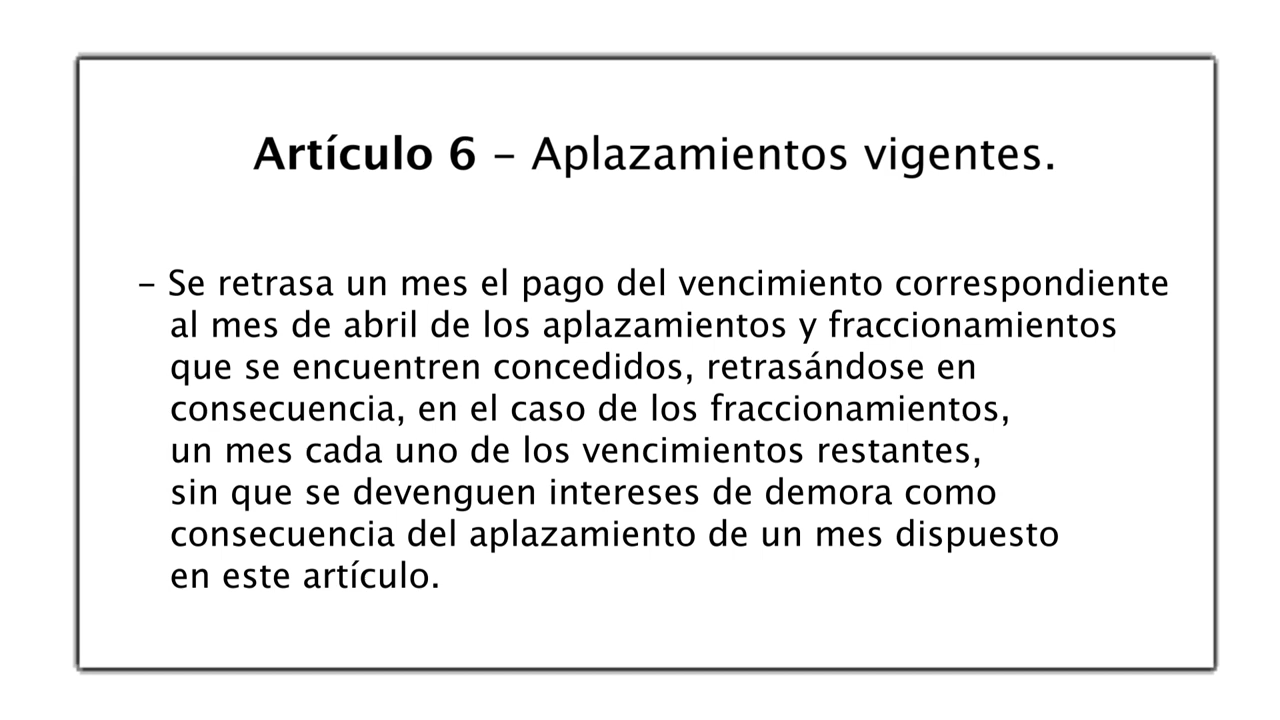 Artículo 6 – Aplazamientos vigentes.
– Se retrasa un mes el pago del vencimiento correspondiente
al mes de abril de los aplazamientos y fraccionamientos
que se encuentren concedidos, retrasándose en
consecuencia, en el caso de los fraccionamientos,
un mes cada uno de los vencimientos restantes,
sin que se devenguen intereses de demora como
consecuencia del aplazamiento de un mes dispuesto
en este artículo.